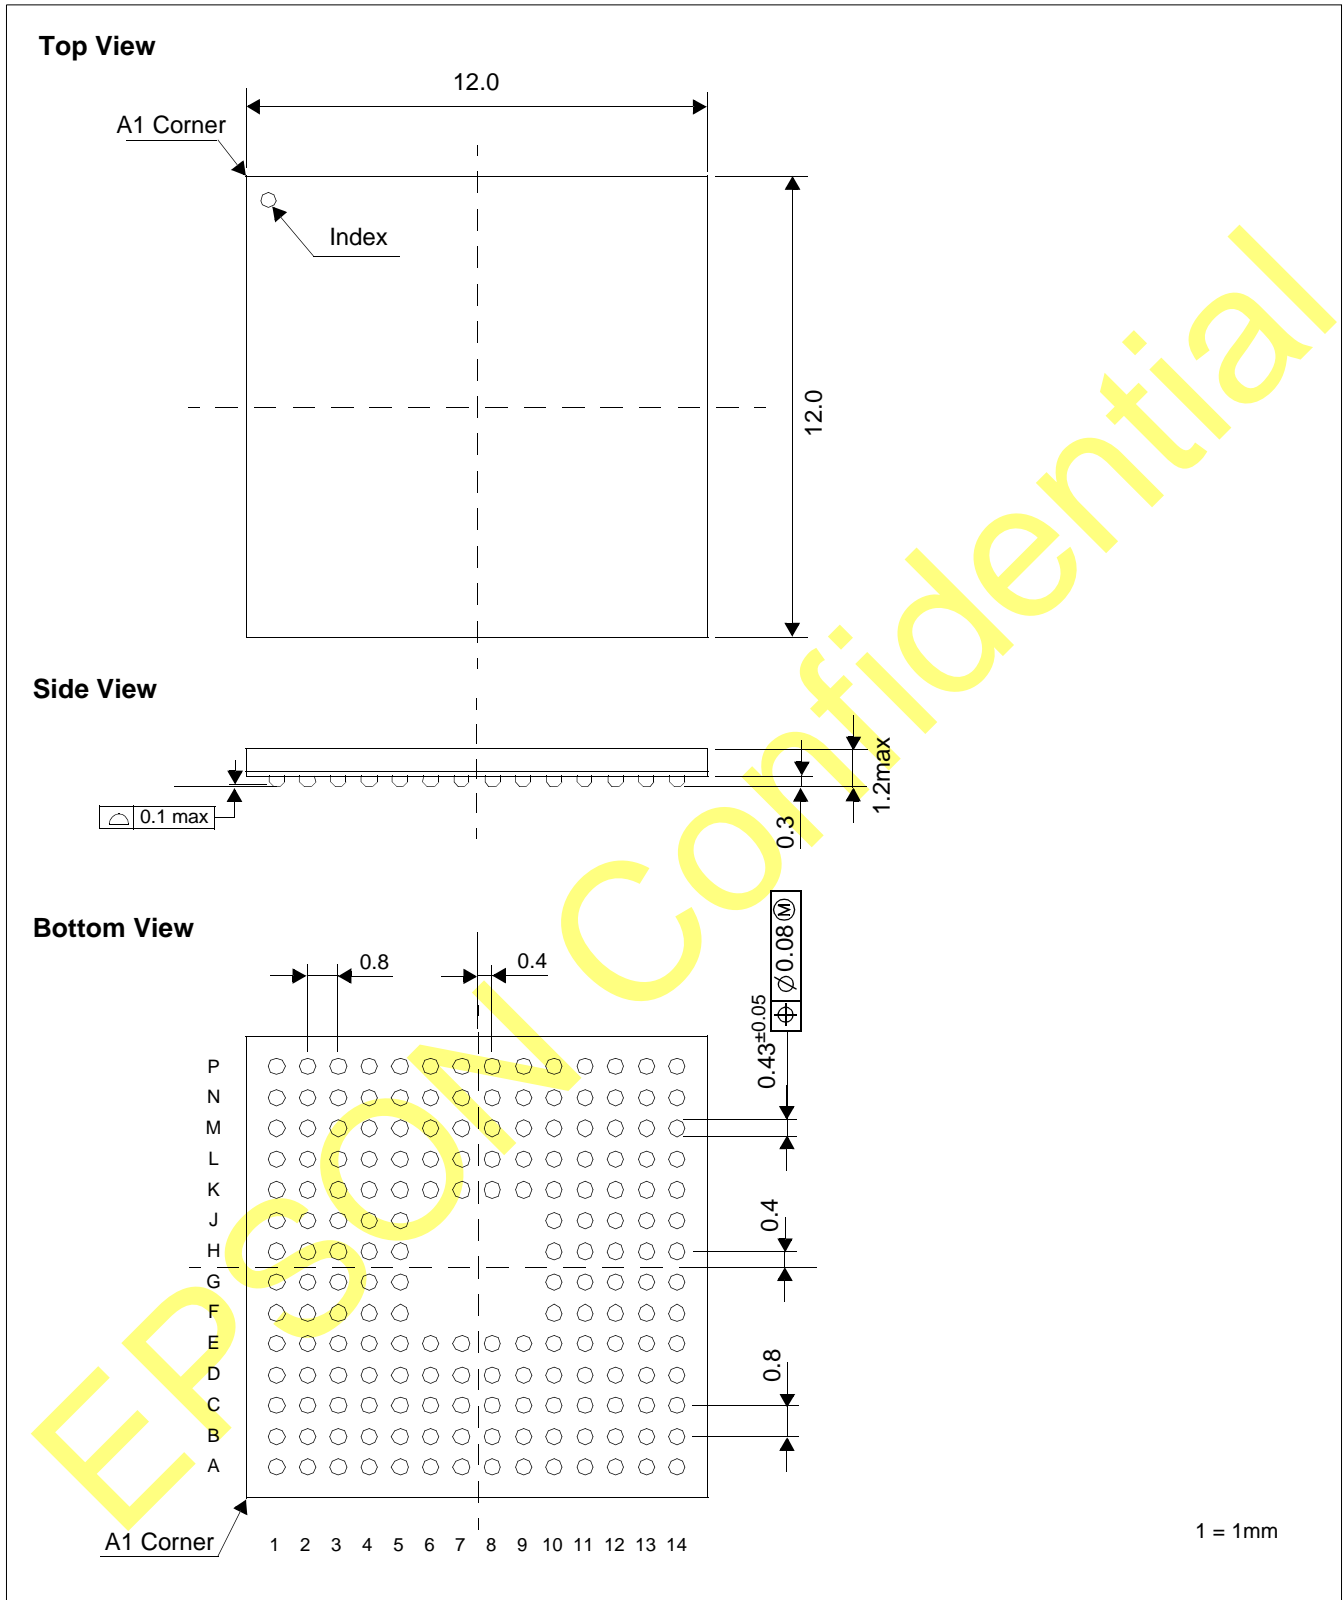 Top View
12.0
A1 Corner
Index
12.0
Side View
0.1 max
0.3
1.2max
Bottom View
0.8
0.4
0.43±0.05
⌀0.08Ⓜ
P
N
M
L
K
J
H
G
F
E
D
C
B
A
0.4
0.8
A1 Corner
1 2 3 4 5 6 7 8 9 10 11 12 13 14
1 = 1mm
EPSON Confidential